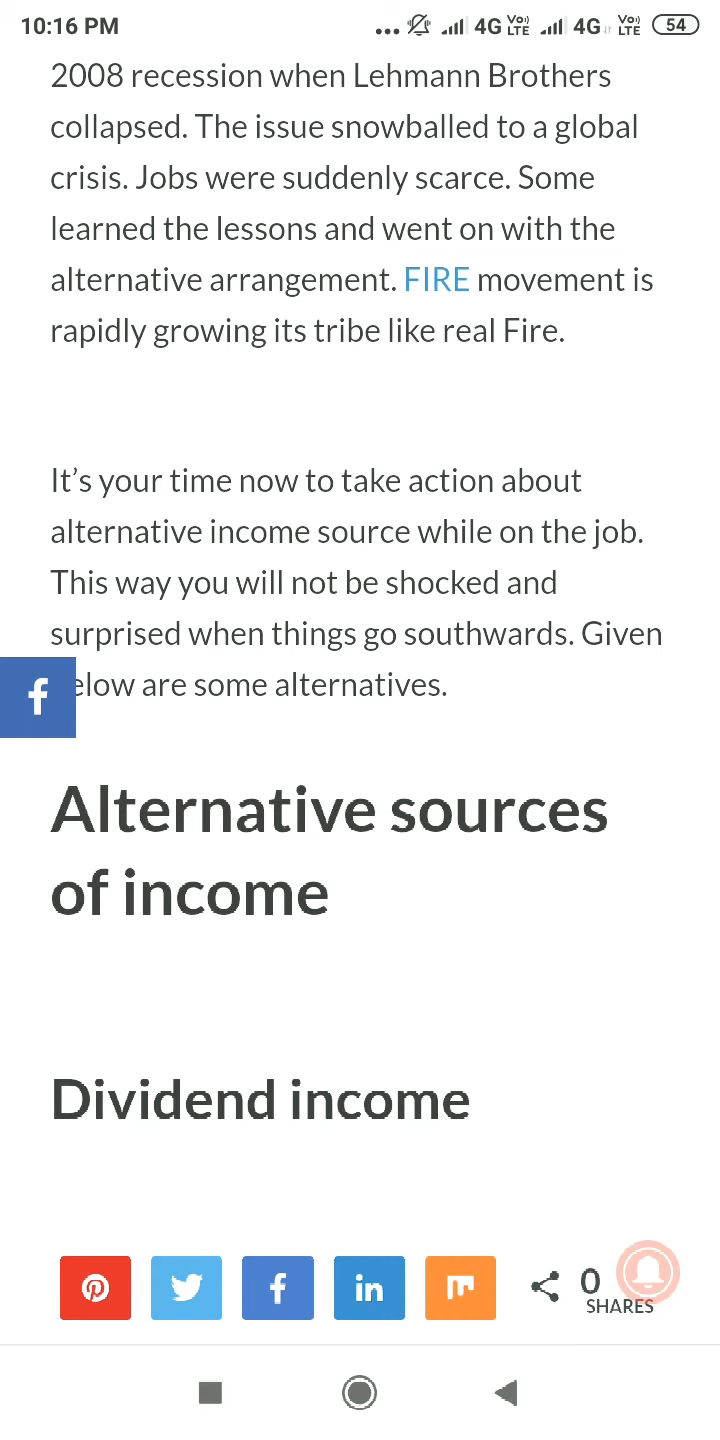 10:16 PM
4G
Vo))
LTE
4G
Vo))
LTE
54
2008 recession when Lehmann Brothers
collapsed. The issue snowballed to a global
crisis. Jobs were suddenly scarce. Some
learned the lessons and went on with the
alternative arrangement. FIRE movement is
rapidly growing its tribe like real Fire.
It’s your time now to take action about
alternative income source while on the job.
This way you will not be shocked and
surprised when things go southwards. Given
elow are some alternatives.
Alternative sources
of income
Dividend income
0
SHARES